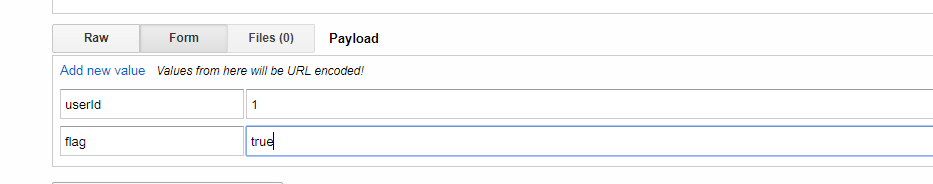 Raw Form Files (0) Payload
Add new value Values from here will be URL encoded!
userId 1
flag true